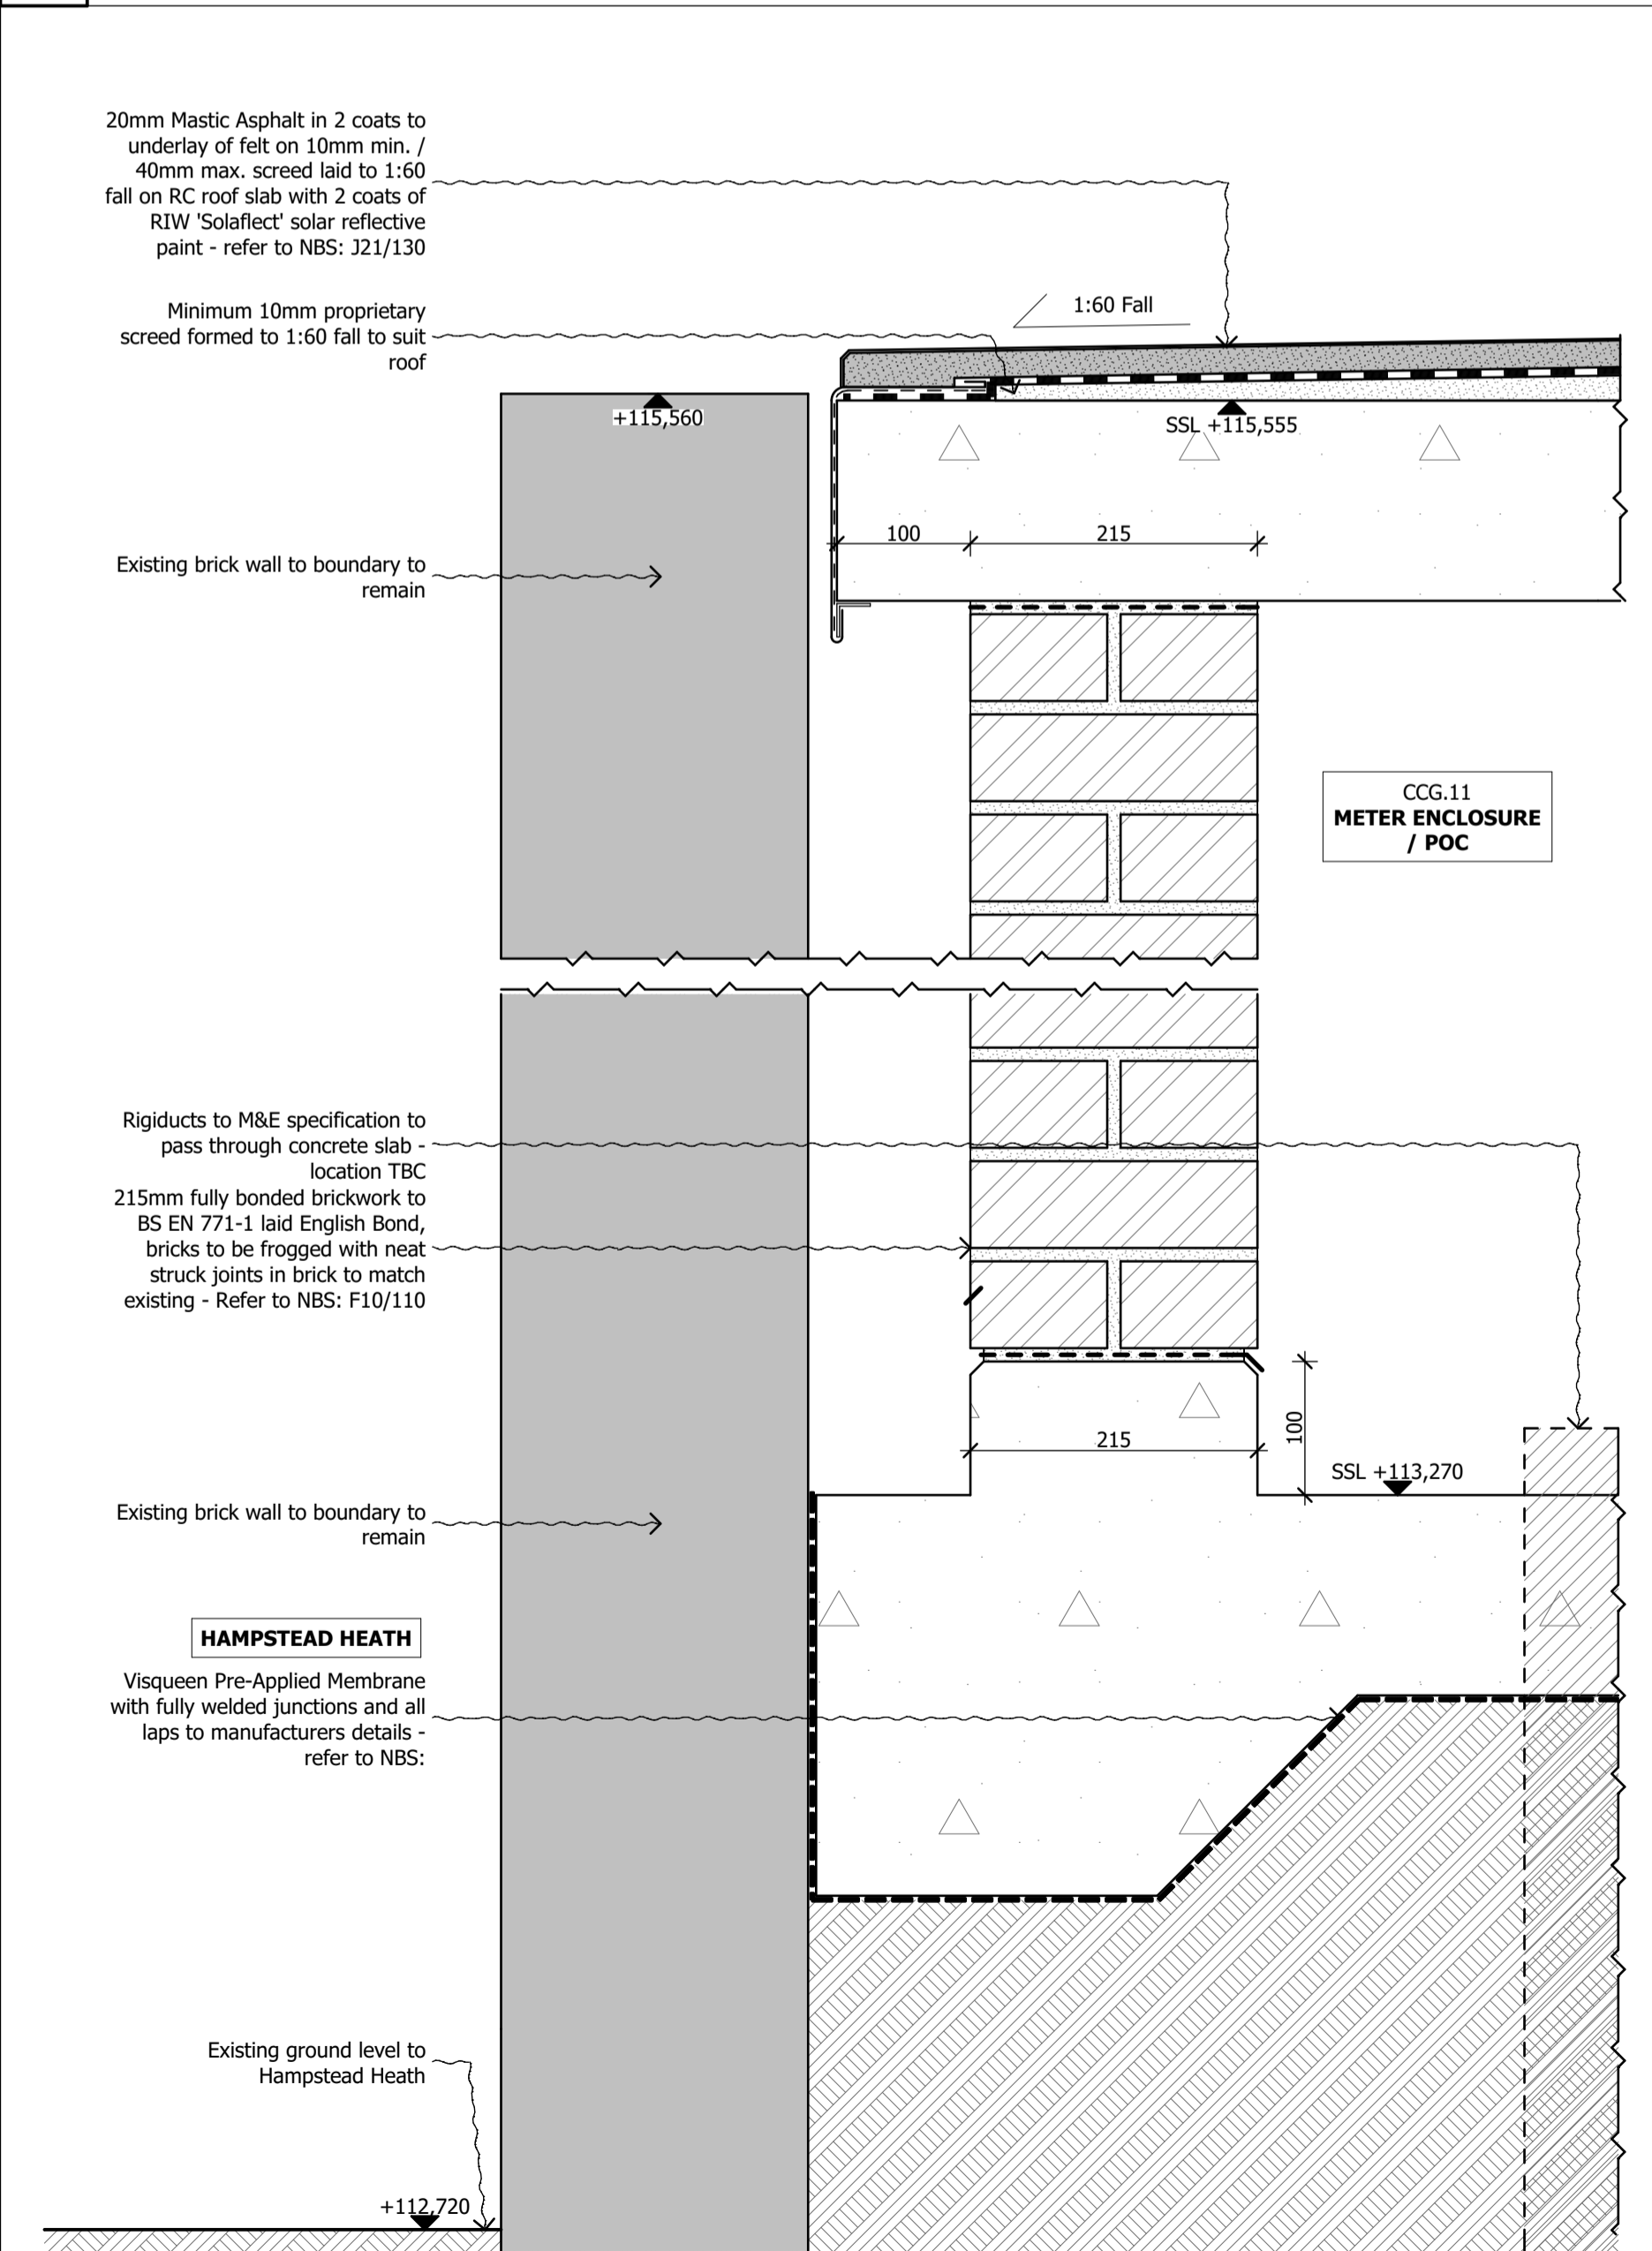 20mm Mastic Asphalt in 2 coats to
underlay of felt on 10mm min. /
40mm max. screed laid to 1:60
fall on RC roof slab with 2 coats of
RIW 'Solaflect' solar reflective
paint - refer to NBS: J21/130
Minimum 10mm proprietary
screed formed to 1:60 fall to suit
roof
1:60 Fall
+115,560
SSL +115,555
100
215
Existing brick wall to boundary to
remain
CCG.11
METER ENCLOSURE
/ POC
Rigiducts to M&E specification to
pass through concrete slab -
location TBC
215mm fully bonded brickwork to
BS EN 771-1 laid English Bond,
bricks to be frogged with neat
struck joints in brick to match
existing - Refer to NBS: F10/110
100
215
SSL +113,270
Existing brick wall to boundary to
remain
HAMPSTEAD HEATH
Visqueen Pre-Applied Membrane
with fully welded junctions and all
laps to manufacturers details -
refer to NBS:
Existing ground level to
Hampstead Heath
+112,720